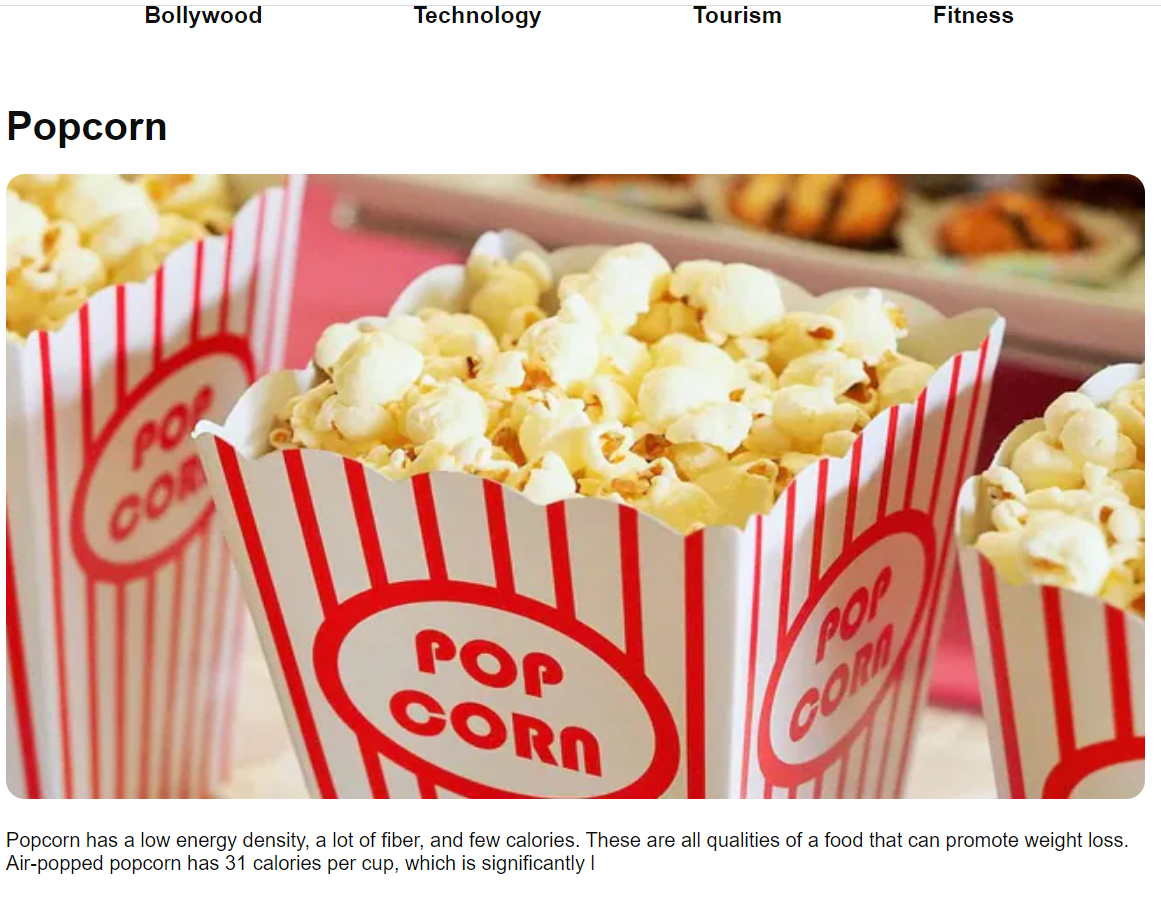 Bollywood Technology Tourism Fitness
Popcorn
POP
COR
POP
CORN
POP
CORN
Popcorn has a low energy density, a lot of fiber, and few calories. These are all qualities of a food that can promote weight loss.
Air-popped popcorn has 31 calories per cup, which is significantly l